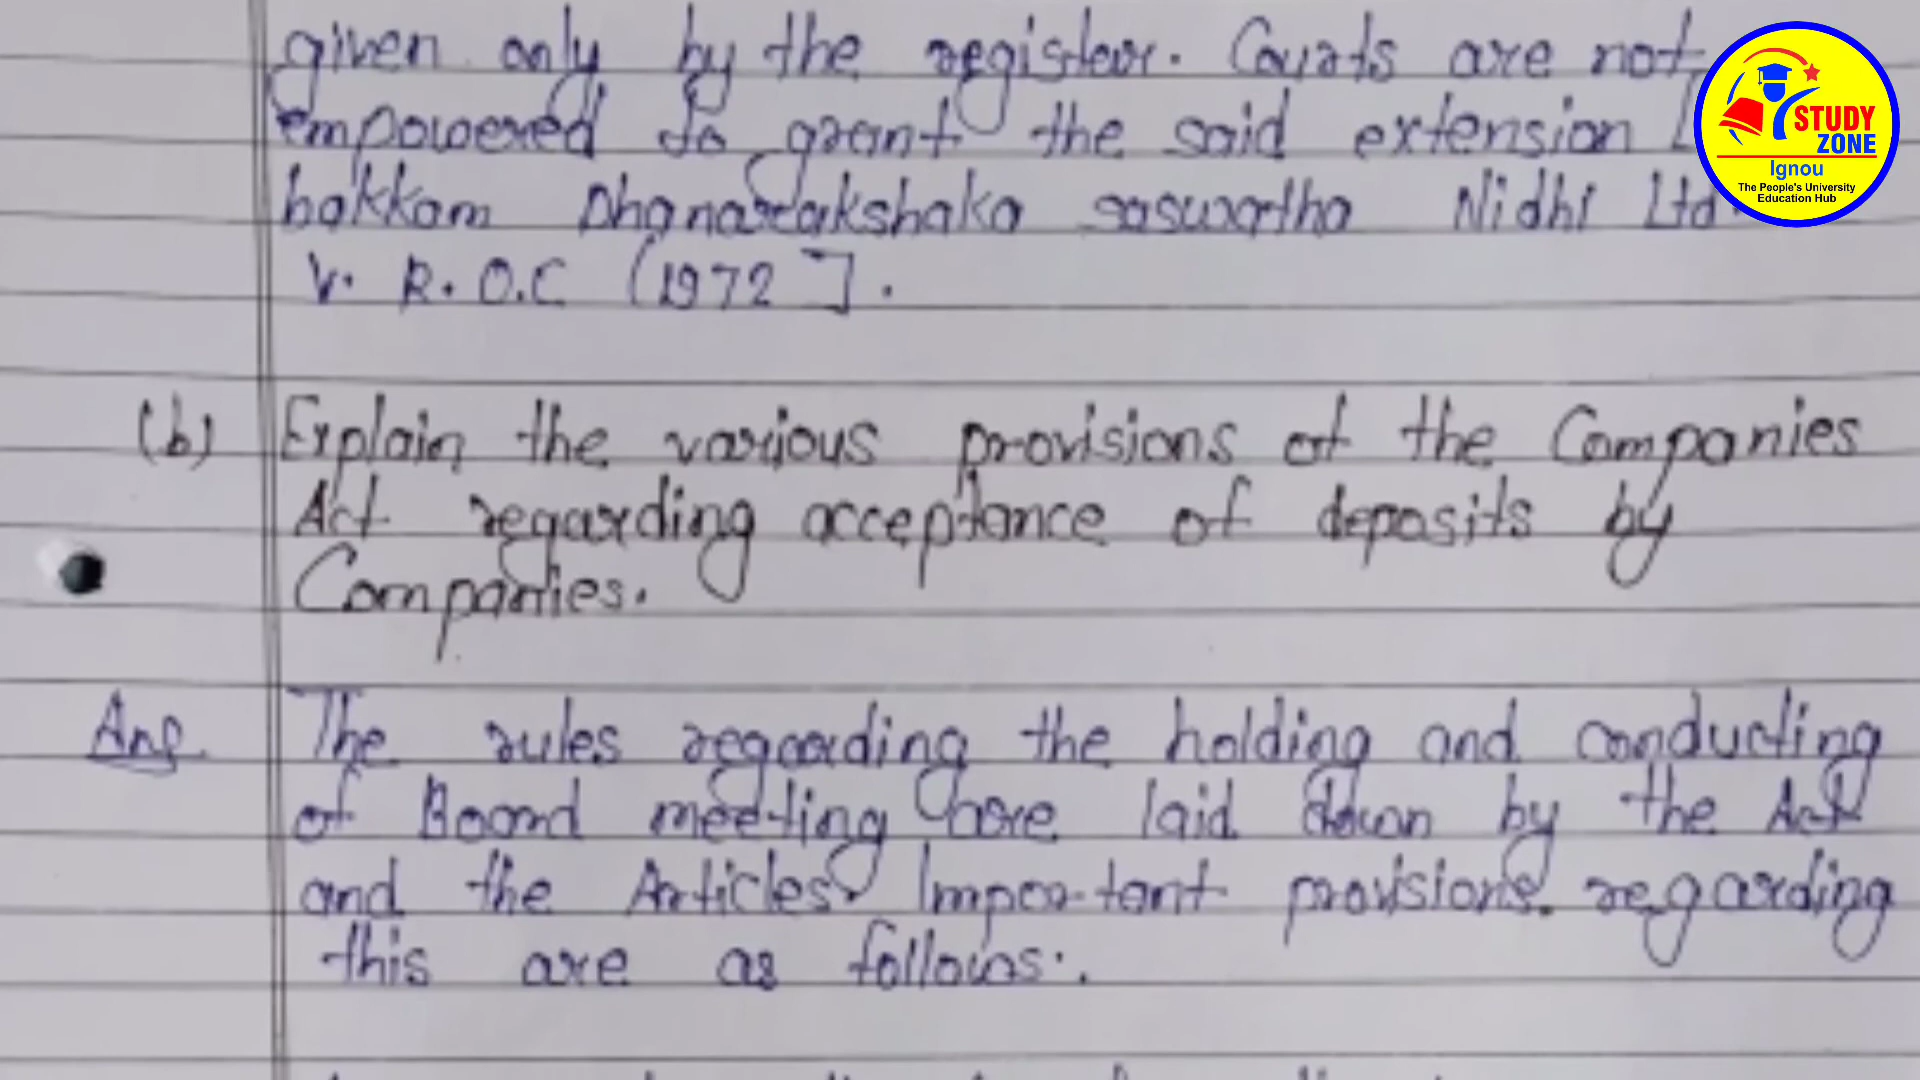 given only by the register. Courts are not
empowered to grant the said extension
bakkam Dhanarakshaka saswatha Nidhi Ltd.
V. R.O.C (1972].
(b) Explain the various provisions of the Companies
Act regarding acceptance of deposits by
Companies.
Ans. The rules regarding the holding and conducting
of Board meeting have laid down by the Act
and the Articles. Important provisions. regarding
this are as follows:.
STUDY
ZONE
Ignou
The People's University
Education Hub